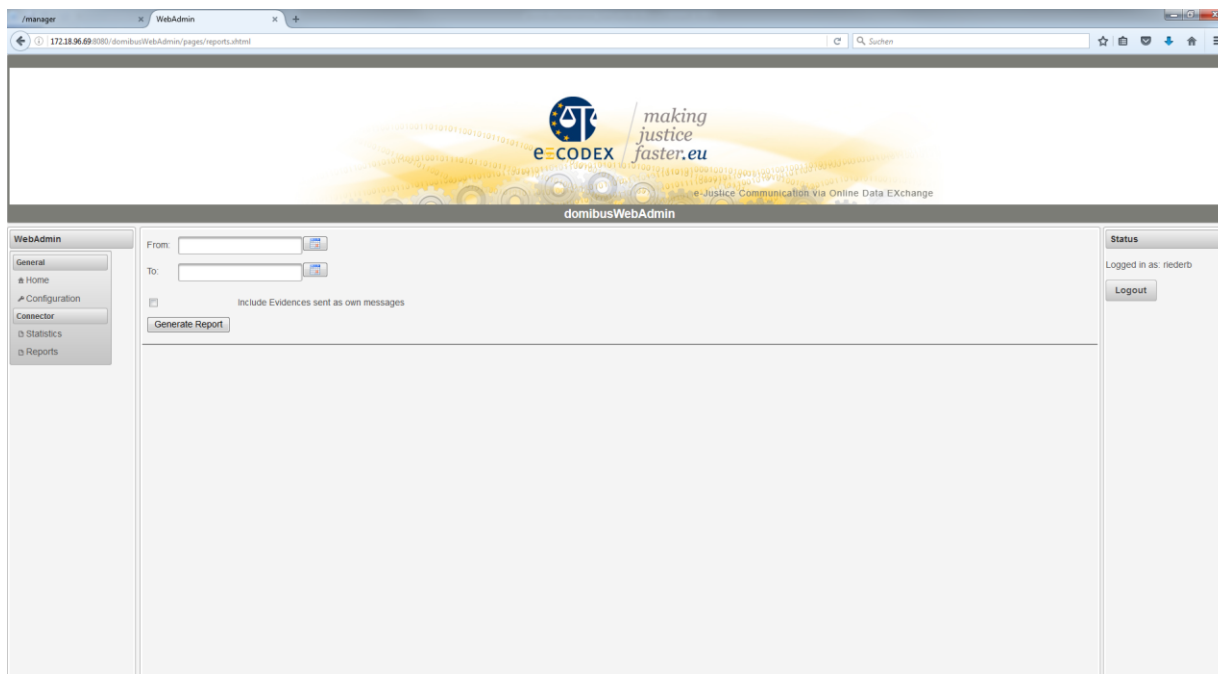 /manager
WebAdmin
172.18.96.69:8080/domibusWebAdmin/pages/reports.xhtml
Suchen
e-CODEX
making
justice
faster.eu
e-Justice Communication via Online Data EXchange
domibusWebAdmin
WebAdmin
General
Home
Configuration
Connector
Statistics
Reports
From:
To:
Include Evidences sent as own messages
Generate Report
Status
Logged in as: riederb
Logout